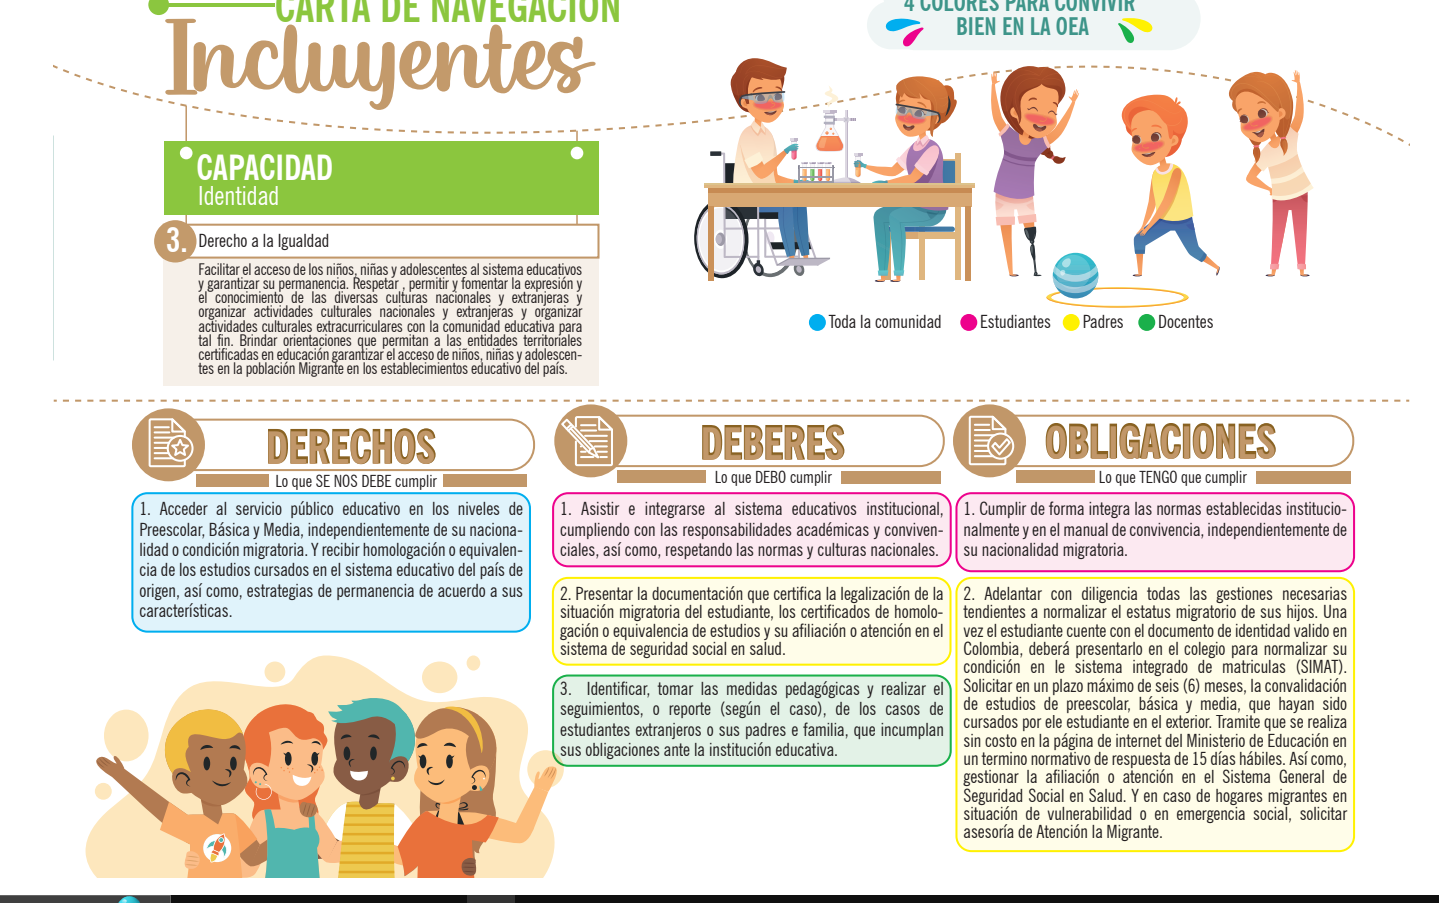 CARTA DE NAVEGACIÓN
Incluyentes
4 COLORES PARA CONVIVIR
BIEN EN LA OEA
CAPACIDAD
Identidad
3. Derecho a la Igualdad
Facilitar el acceso de los niños, niñas y adolescentes al sistema educativos
y garantizar su permanencia. Respetar , permitir y fomentar la expresión y
el conocimiento de las diversas culturas nacionales y extranjeras y
organizar actividades culturales nacionales y extranjeras y organizar
actividades culturales extracurriculares con la comunidad educativa para
tal fin. Brindar orientaciones que permitan a las entidades territoriales
certificadas en educación garantizar el acceso de niños, niñas y adolescen-
tes en la población Migrante en los establecimientos educativo del país.
Toda la comunidad Estudiantes Padres Docentes
DERECHOS
Lo que SE NOS DEBE cumplir
1. Acceder al servicio público educativo en los niveles de
Preescolar, Básica y Media, independientemente de su naciona-
lidad o condición migratoria. Y recibir homologación o equivalen-
cia de los estudios cursados en el sistema educativo del país de
origen, así como, estrategias de permanencia de acuerdo a sus
características.
DEBERES
Lo que DEBO cumplir
1. Asistir e integrarse al sistema educativos institucional,
cumpliendo con las responsabilidades académicas y conviven-
ciales, así como, respetando las normas y culturas nacionales.
2. Presentar la documentación que certifica la legalización de la
situación migratoria del estudiante, los certificados de homolo-
gación o equivalencia de estudios y su afiliación o atención en el
sistema de seguridad social en salud.
3. Identificar, tomar las medidas pedagógicas y realizar el
seguimientos, o reporte (según el caso), de los casos de
estudiantes extranjeros o sus padres e familia, que incumplan
sus obligaciones ante la institución educativa.
OBLIGACIONES
Lo que TENGO que cumplir
1. Cumplir de forma integra las normas establecidas institucio-
nalmente y en el manual de convivencia, independientemente de
su nacionalidad migratoria.
2. Adelantar con diligencia todas las gestiones necesarias
tendientes a normalizar el estatus migratorio de sus hijos. Una
vez el estudiante cuente con el documento de identidad valido en
Colombia, deberá presentarlo en el colegio para normalizar su
condición en le sistema integrado de matriculas (SIMAT).
Solicitar en un plazo máximo de seis (6) meses, la convalidación
de estudios de preescolar, básica y media, que hayan sido
cursados por ele estudiante en el exterior. Tramite que se realiza
sin costo en la página de internet del Ministerio de Educación en
un termino normativo de respuesta de 15 días hábiles. Así como,
gestionar la afiliación o atención en el Sistema General de
Seguridad Social en Salud. Y en caso de hogares migrantes en
situación de vulnerabilidad o en emergencia social, solicitar
asesoría de Atención la Migrante.